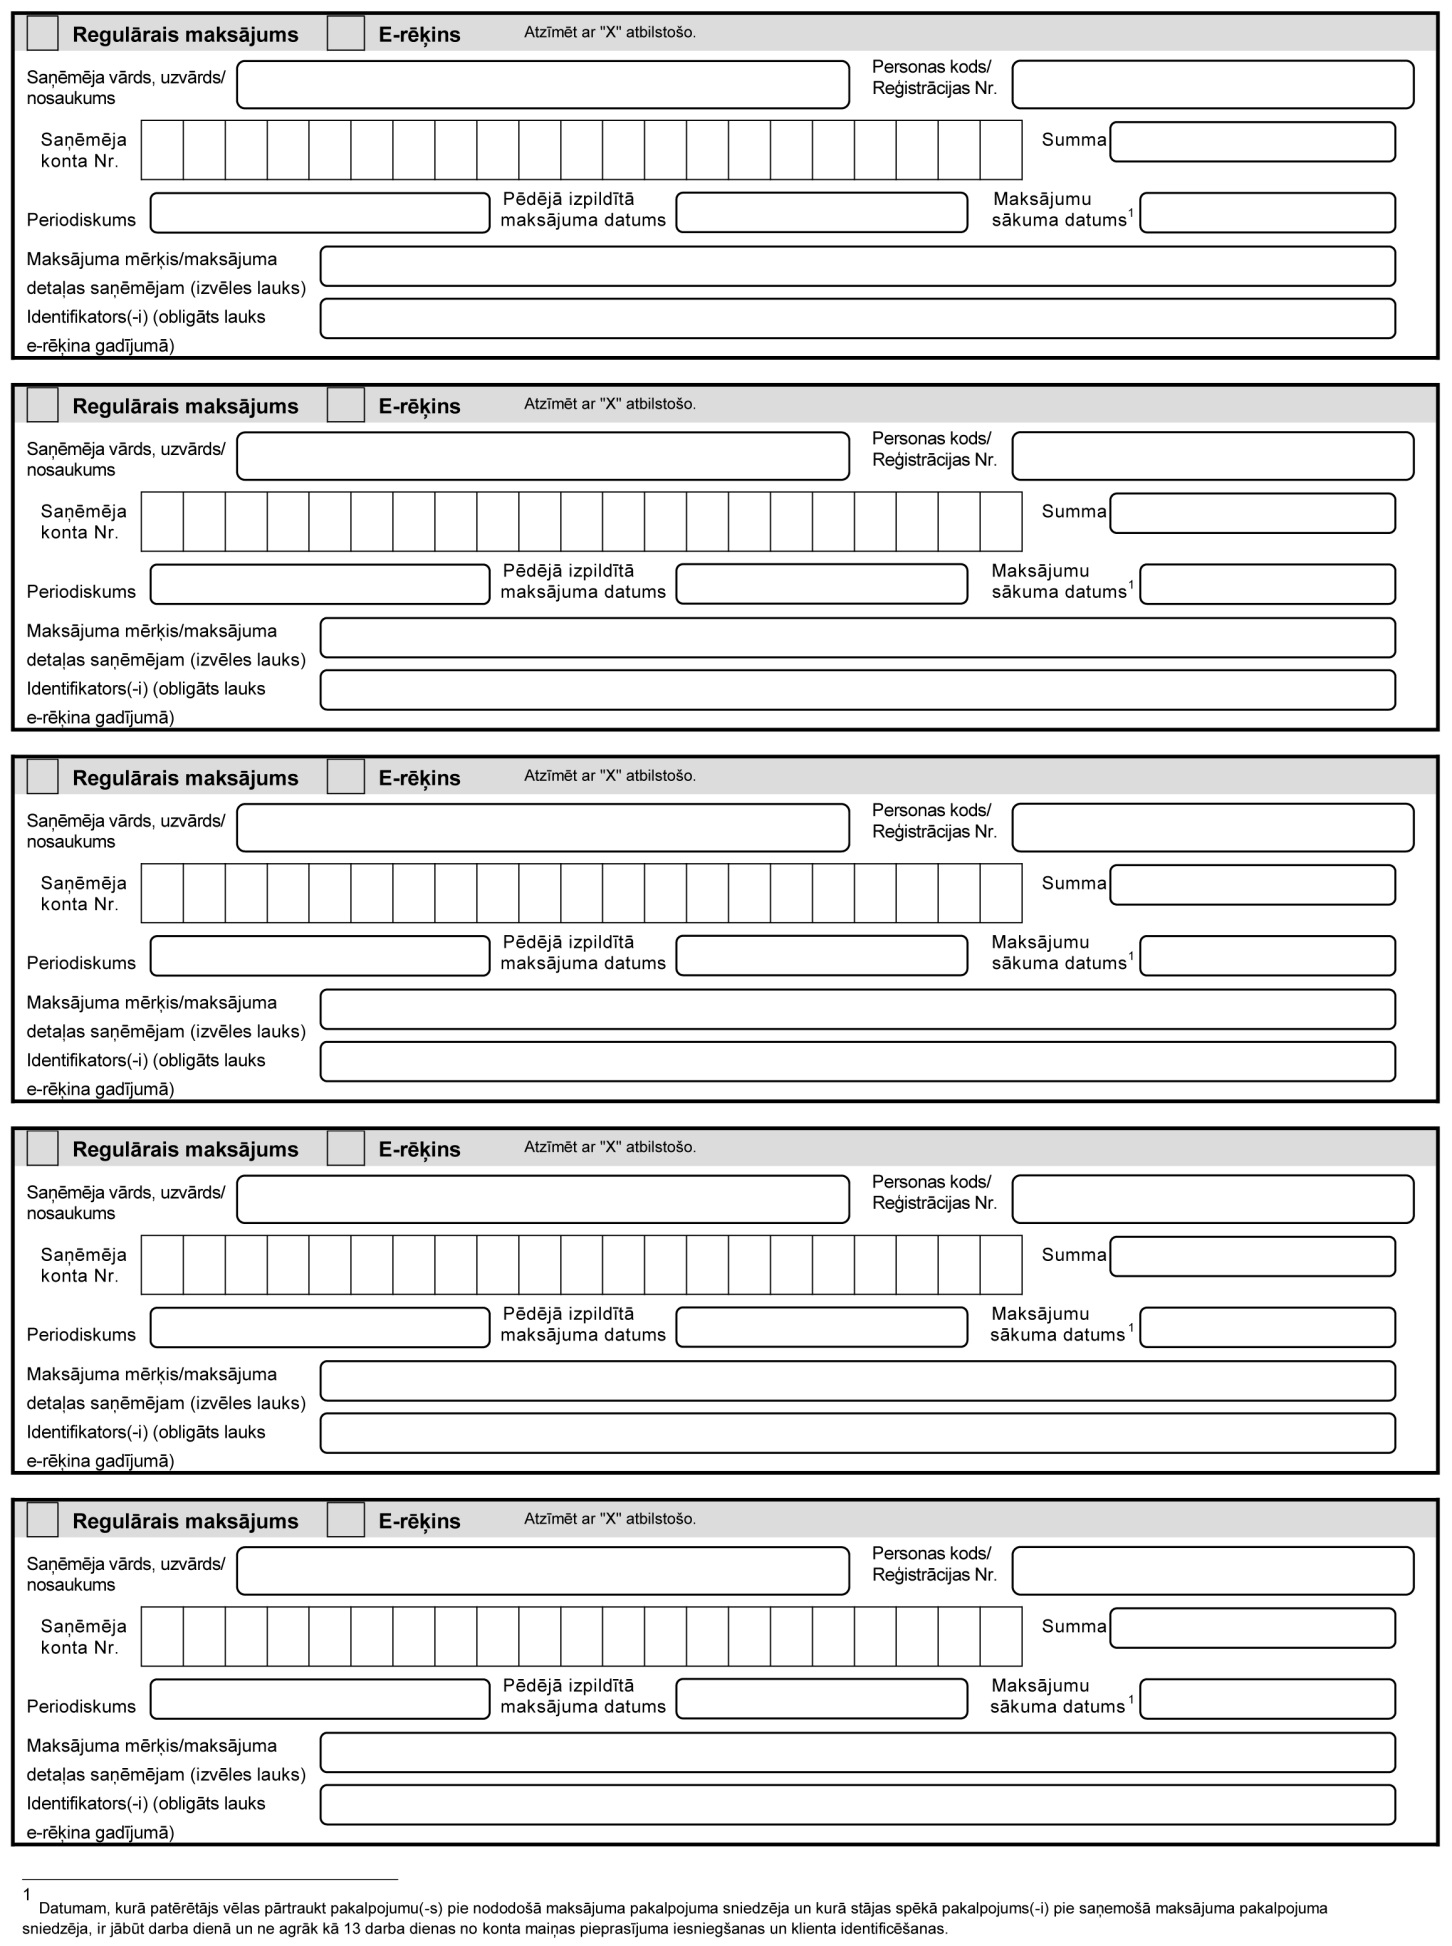 Regulārais maksājums E-rēķins Atzīmēt ar "X" atbilstošo.
Saņēmēja vārds, uzvārds/ Personas kods/
nosaukums Reģistrācijas Nr.
Saņēmēja Summa
konta Nr.
Pēdējā izpildītā Maksājumu
Periodiskums maksājuma datums sākuma datums1
Maksājuma mērķis/maksājuma
detaļas saņēmējam (izvēles lauks)
Identifikators(-i) (obligāts lauks
e-rēķina gadījumā)
Regulārais maksājums E-rēķins Atzīmēt ar "X" atbilstošo.
Saņēmēja vārds, uzvārds/ Personas kods/
nosaukums Reģistrācijas Nr.
Saņēmēja Summa
konta Nr.
Pēdējā izpildītā Maksājumu
Periodiskums maksājuma datums sākuma datums1
Maksājuma mērķis/maksājuma
detaļas saņēmējam (izvēles lauks)
Identifikators(-i) (obligāts lauks
e-rēķina gadījumā)
Regulārais maksājums E-rēķins Atzīmēt ar "X" atbilstošo.
Saņēmēja vārds, uzvārds/ Personas kods/
nosaukums Reģistrācijas Nr.
Saņēmēja Summa
konta Nr.
Pēdējā izpildītā Maksājumu
Periodiskums maksājuma datums sākuma datums1
Maksājuma mērķis/maksājuma
detaļas saņēmējam (izvēles lauks)
Identifikators(-i) (obligāts lauks
e-rēķina gadījumā)
Regulārais maksājums E-rēķins Atzīmēt ar "X" atbilstošo.
Saņēmēja vārds, uzvārds/ Personas kods/
nosaukums Reģistrācijas Nr.
Saņēmēja Summa
konta Nr.
Pēdējā izpildītā Maksājumu
Periodiskums maksājuma datums sākuma datums 1
Maksājuma mērķis/maksājuma
detaļas saņēmējam (izvēles lauks)
Identifikators(-i) (obligāts lauks
e-rēķina gadījumā)
Regulārais maksājums E-rēķins Atzīmēt ar "X" atbilstošo.
Saņēmēja vārds, uzvārds/ Personas kods/
nosaukums Reģistrācijas Nr.
Saņēmēja Summa
konta Nr.
Pēdējā izpildītā Maksājumu
Periodiskums maksājuma datums sākuma datums 1
Maksājuma mērķis/maksājuma
detaļas saņēmējam (izvēles lauks)
Identifikators(-i) (obligāts lauks
e-rēķina gadījumā)
1 Datumam, kurā patērētājs vēlas pārtraukt pakalpojumu(-s) pie nododošā maksājuma pakalpojuma sniedzēja un kurā stājas spēkā pakalpojums(-i) pie saņemošā maksājuma pakalpojuma
sniedzēja, ir jābūt darba dienā un ne agrāk kā 13 darba dienas no konta maiņas pieprasījuma iesniegšanas un klienta identificēšanas.